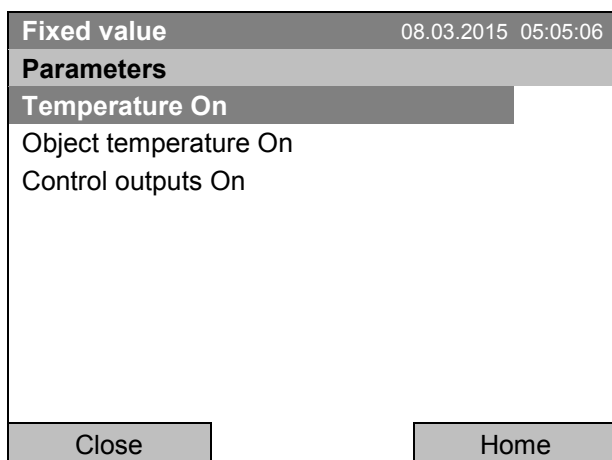 Fixed value 08.03.2015 05:05:06
Parameters
Temperature On
Object temperature On
Control outputs On
Close Home